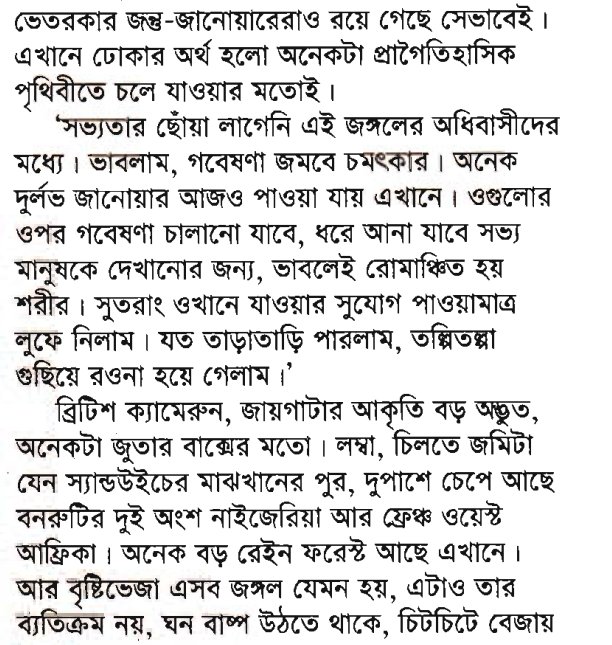 ভেতরকার জন্তু-জানোয়ারেরাও রয়ে গেছে সেভাবেই।
এখানে ঢোকার অর্থ হলো অনেকটা প্রাগৈতিহাসিক
পৃথিবীতে চলে যাওয়ার মতোই।
‘সভ্যতার ছোঁয়া লাগেনি এই জঙ্গলের অধিবাসীদের
মধ্যে। ভাবলাম, গবেষণা জমবে চমৎকার। অনেক
দুর্লভ জানোয়ার আজও পাওয়া যায় এখানে। ওগুলোর
ওপর গবেষণা চালানো যাবে, ধরে আনা যাবে সভ্য
মানুষকে দেখানোর জন্য, ভাবলেই রোমাঞ্চিত হয়
শরীর। সুতরাং ওখানে যাওয়ার সুযোগ পাওয়ামাত্র
লুফে নিলাম। যত তাড়াতাড়ি পারলাম, তল্পিতল্পা
গুছিয়ে রওনা হয়ে গেলাম।’
ব্রিটিশ ক্যামেরুন, জায়গাটার আকৃতি বড় অদ্ভুত,
অনেকটা জুতার বাক্সের মতো। লম্বা, চিলতে জমিটা
যেন স্যান্ডউইচের মাঝখানের পুর, দুপাশে চেপে আছে
বনরুটির দুই অংশ নাইজেরিয়া আর ফ্রেঞ্চ ওয়েস্ট
আফ্রিকা। অনেক বড় রেইন ফরেস্ট আছে এখানে।
আর বৃষ্টিভেজা এসব জঙ্গল যেমন হয়, এটাও তার
ব্যতিক্রম নয়, ঘন বাষ্প উঠতে থাকে, চিটচিটে বেজায়